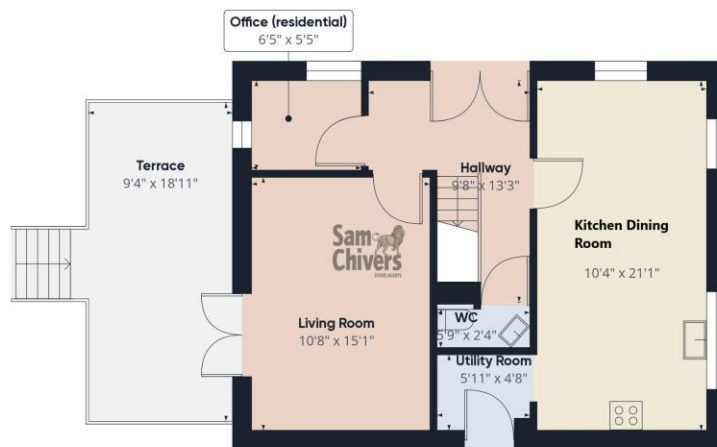 Office (residential)
6'5" x 5'5"
Terrace
9'4" x 18'11"
Hallway
9'8" x 13'3"
Kitchen Dining
Room
10'4" x 21'1"
Sam
Chivers
ESTATE AGENTS
Living Room
10'8" x 15'1"
WC
5'9" x 2'4"
Utility Room
5'11" x 4'8"